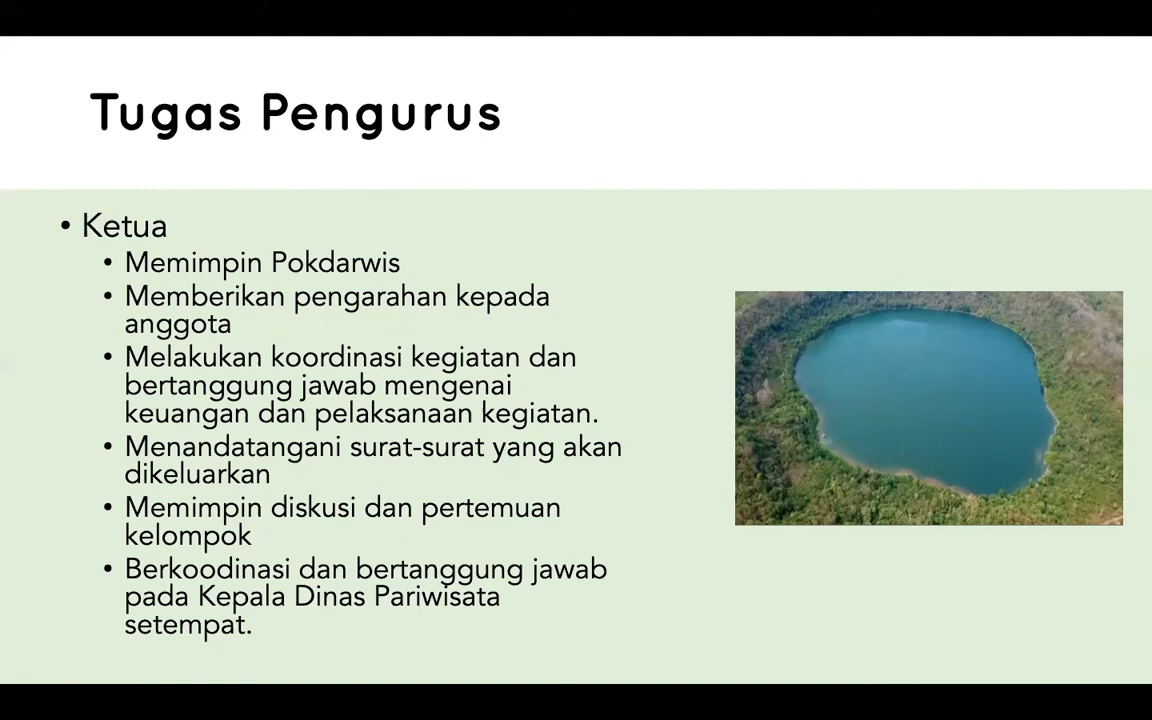 Tugas Pengurus
• Ketua
• Memimpin Pokdarwis
• Memberikan pengarahan kepada
anggota
• Melakukan koordinasi kegiatan dan
bertanggung jawab mengenai
keuangan dan pelaksanaan kegiatan.
• Menandatangani surat-surat yang akan
dikeluarkan
• Memimpin diskusi dan pertemuan
kelompok
• Berkoodinasi dan bertanggung jawab
pada Kepala Dinas Pariwisata
setempat.